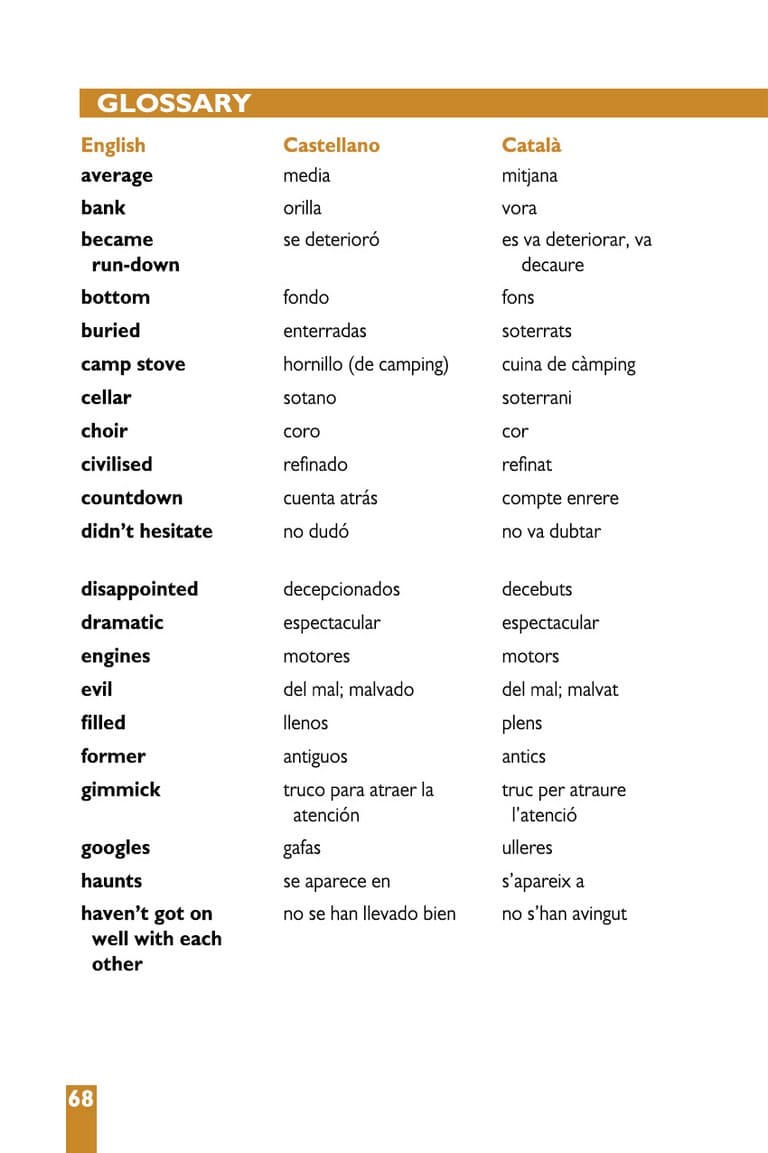 GLOSSARY
English Castellano Català
average media mitjana
bank orilla vora
became se deterioró es va deteriorar, va
run-down decaure
bottom fondo fons
buried enterradas soterrats
camp stove hornillo (de camping) cuina de càmping
cellar sotano soterrani
choir coro cor
civilised refinado refinat
countdown cuenta atrás compte enrere
didn't hesitate no dudó no va dubtar
disappointed decepcionados decebuts
dramatic espectacular espectacular
engines motores motors
evil del mal; malvado del mal; malvat
filled llenos plens
former antiguos antics
gimmick truco para atraer la truc per atraure
atención l'atenció
googles gafas ulleres
haunts se aparece en s'apareix a
haven't got on no se han llevado bien no s'han avingut
well with each
other
68